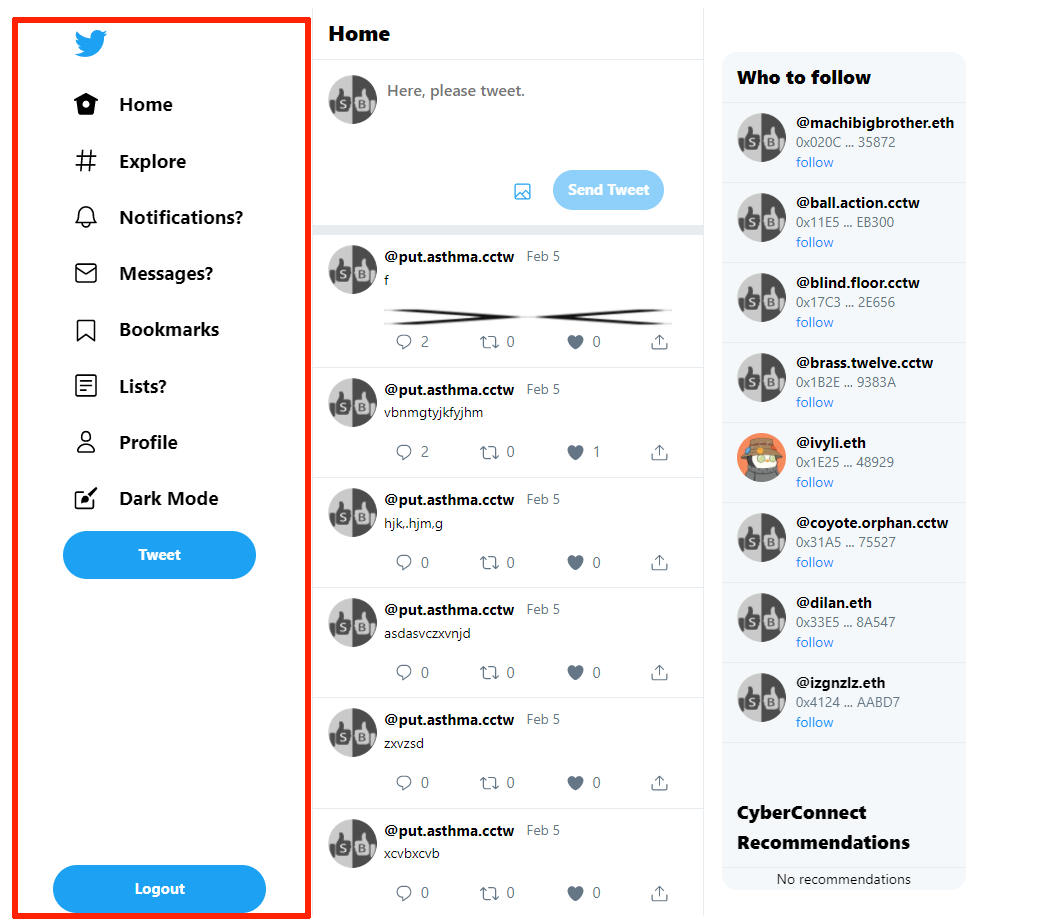 Home
Explore
Notifications?
Messages?
Bookmarks
Lists?
Profile
Dark Mode
Tweet
Logout
Home
Here, please tweet.
Send Tweet
@put.asthma.cctw Feb 5
f
2 0 0
@put.asthma.cctw Feb 5
vbnmgtyjkfyjhm
2 0 1
@put.asthma.cctw Feb 5
hjk,.hjm,g
0 0 0
@put.asthma.cctw Feb 5
asdasvczxvnjd
0 0 0
@put.asthma.cctw Feb 5
zxvzsd
0 0 0
@put.asthma.cctw Feb 5
xcvbxcvb
0 0 0
Who to follow
@machibigbrother.eth
0x020C ... 35872
follow
@ball.action.cctw
0x11E5 ... EB300
follow
@blind.floor.cctw
0x17C3 ... 2E656
follow
@brass.twelve.cctw
0x1B2E ... 9383A
follow
@ivyli.eth
0x1E25 ... 48929
follow
@coyote.orphan.cctw
0x31A5 ... 75527
follow
@dilan.eth
0x33E5 ... 8A547
follow
@izgnzlz.eth
0x4124 ... AABD7
follow
CyberConnect
Recommendations
No recommendations